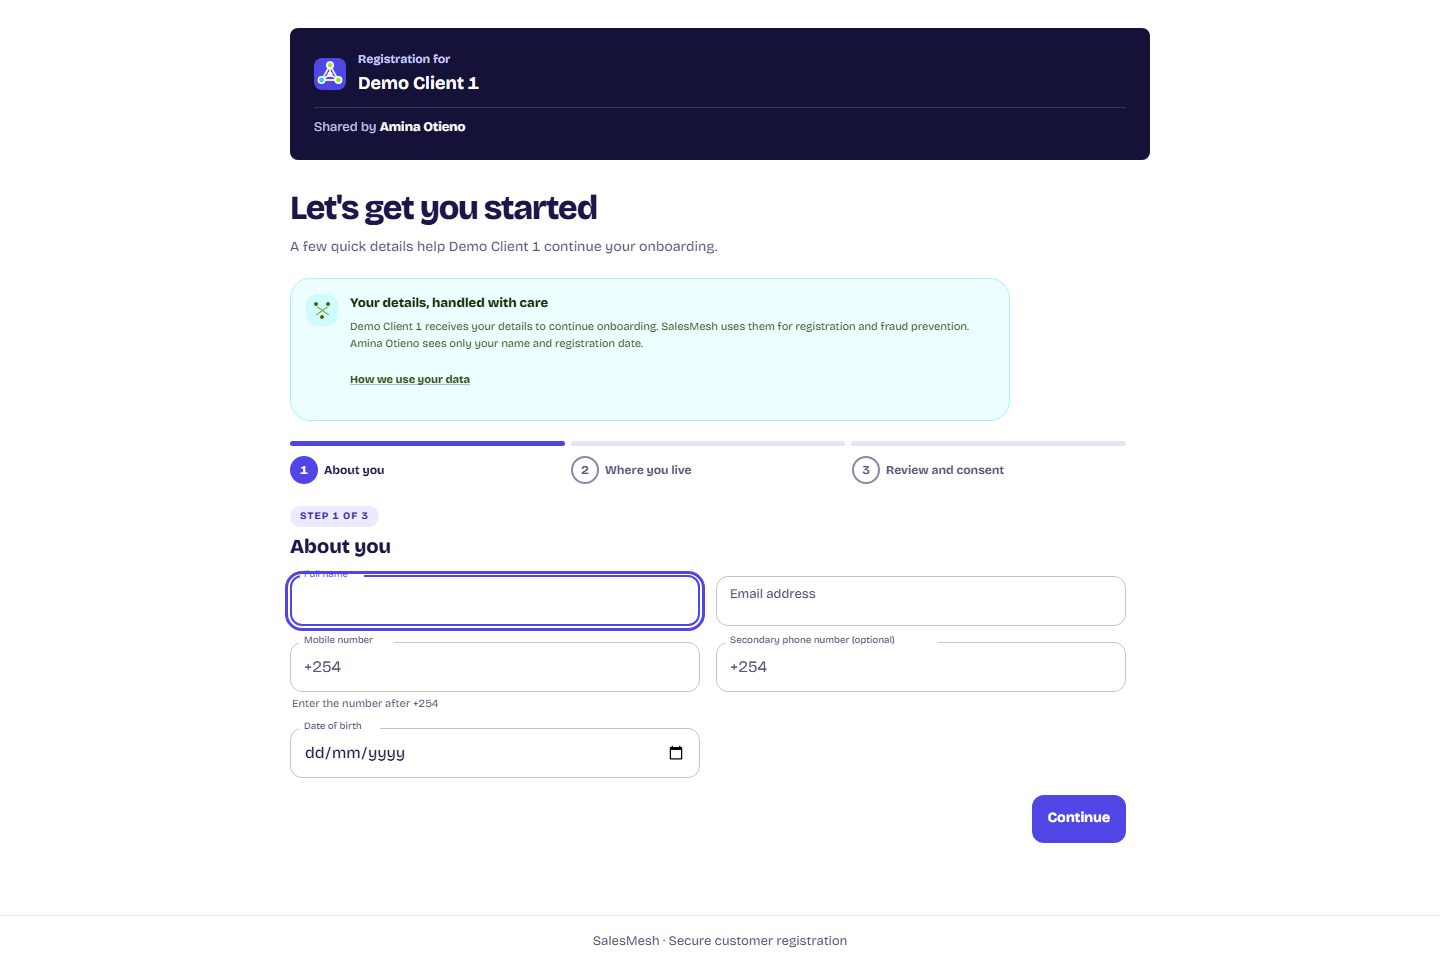 Registration for
Demo Client 1
Shared by Amina Otieno
Let's get you started
A few quick details help Demo Client 1 continue your onboarding.
Your details, handled with care
Demo Client 1 receives your details to continue onboarding. SalesMesh uses them for registration and fraud prevention.
Amina Otieno sees only your name and registration date.
How we use your data
1 About you
2 Where you live
3 Review and consent
STEP 1 OF 3
About you
Full name
Email address
Mobile number
+254
Secondary phone number (optional)
+254
Enter the number after +254
Date of birth
dd/mm/yyyy
Continue
SalesMesh · Secure customer registration